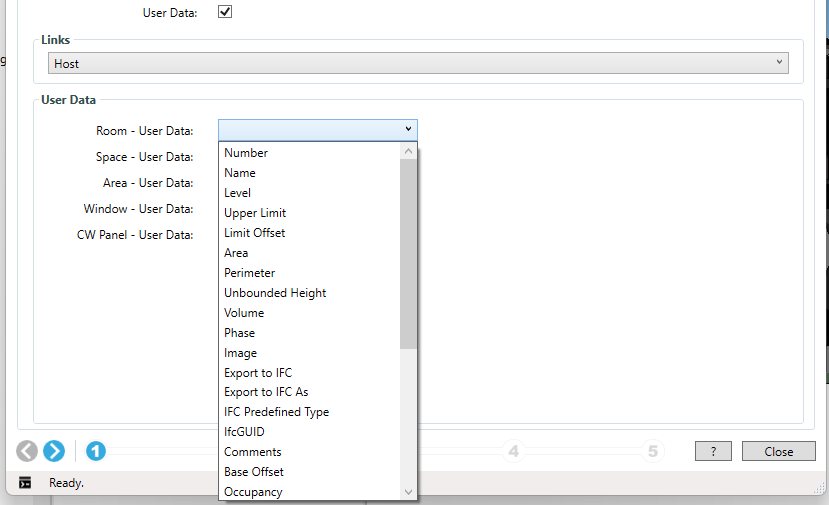 User Data:
Links
Host
User Data
Room - User Data:
Space - User Data:
Area - User Data:
Window - User Data:
CW Panel - User Data:
Number
Name
Level
Upper Limit
Limit Offset
Area
Perimeter
Unbounded Height
Volume
Phase
Image
Export to IFC
Export to IFC As
IFC Predefined Type
IfcGUID
Comments
Base Offset
Occupancy
1
4
5
?
Close
Ready.